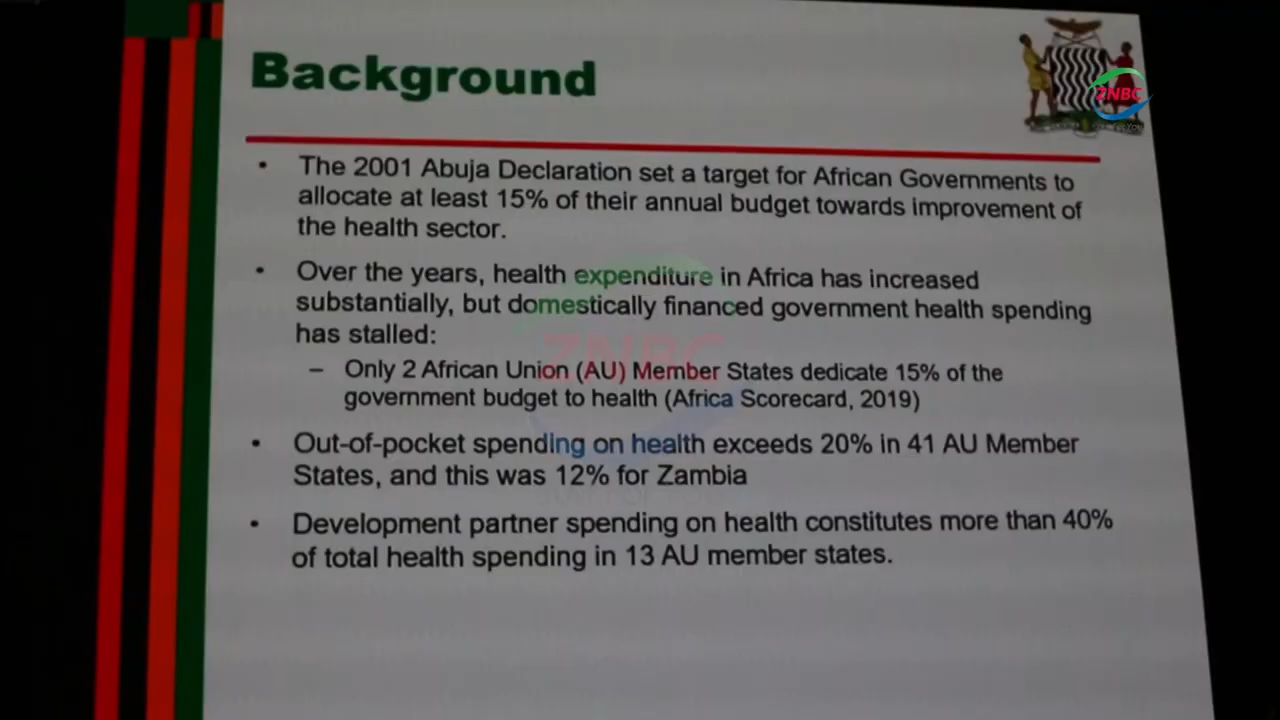 Background
ZNBC
• The 2001 Abuja Declaration set a target for African Governments to
allocate at least 15% of their annual budget towards improvement of
the health sector.
• Over the years, health expenditure in Africa has increased
substantially, but domestically financed government health spending
has stalled:
– Only 2 African Union (AU) Member States dedicate 15% of the
government budget to health (Africa Scorecard, 2019)
ZNBC
• Out-of-pocket spending on health exceeds 20% in 41 AU Member
States, and this was 12% for Zambia
• Development partner spending on health constitutes more than 40%
of total health spending in 13 AU member states.